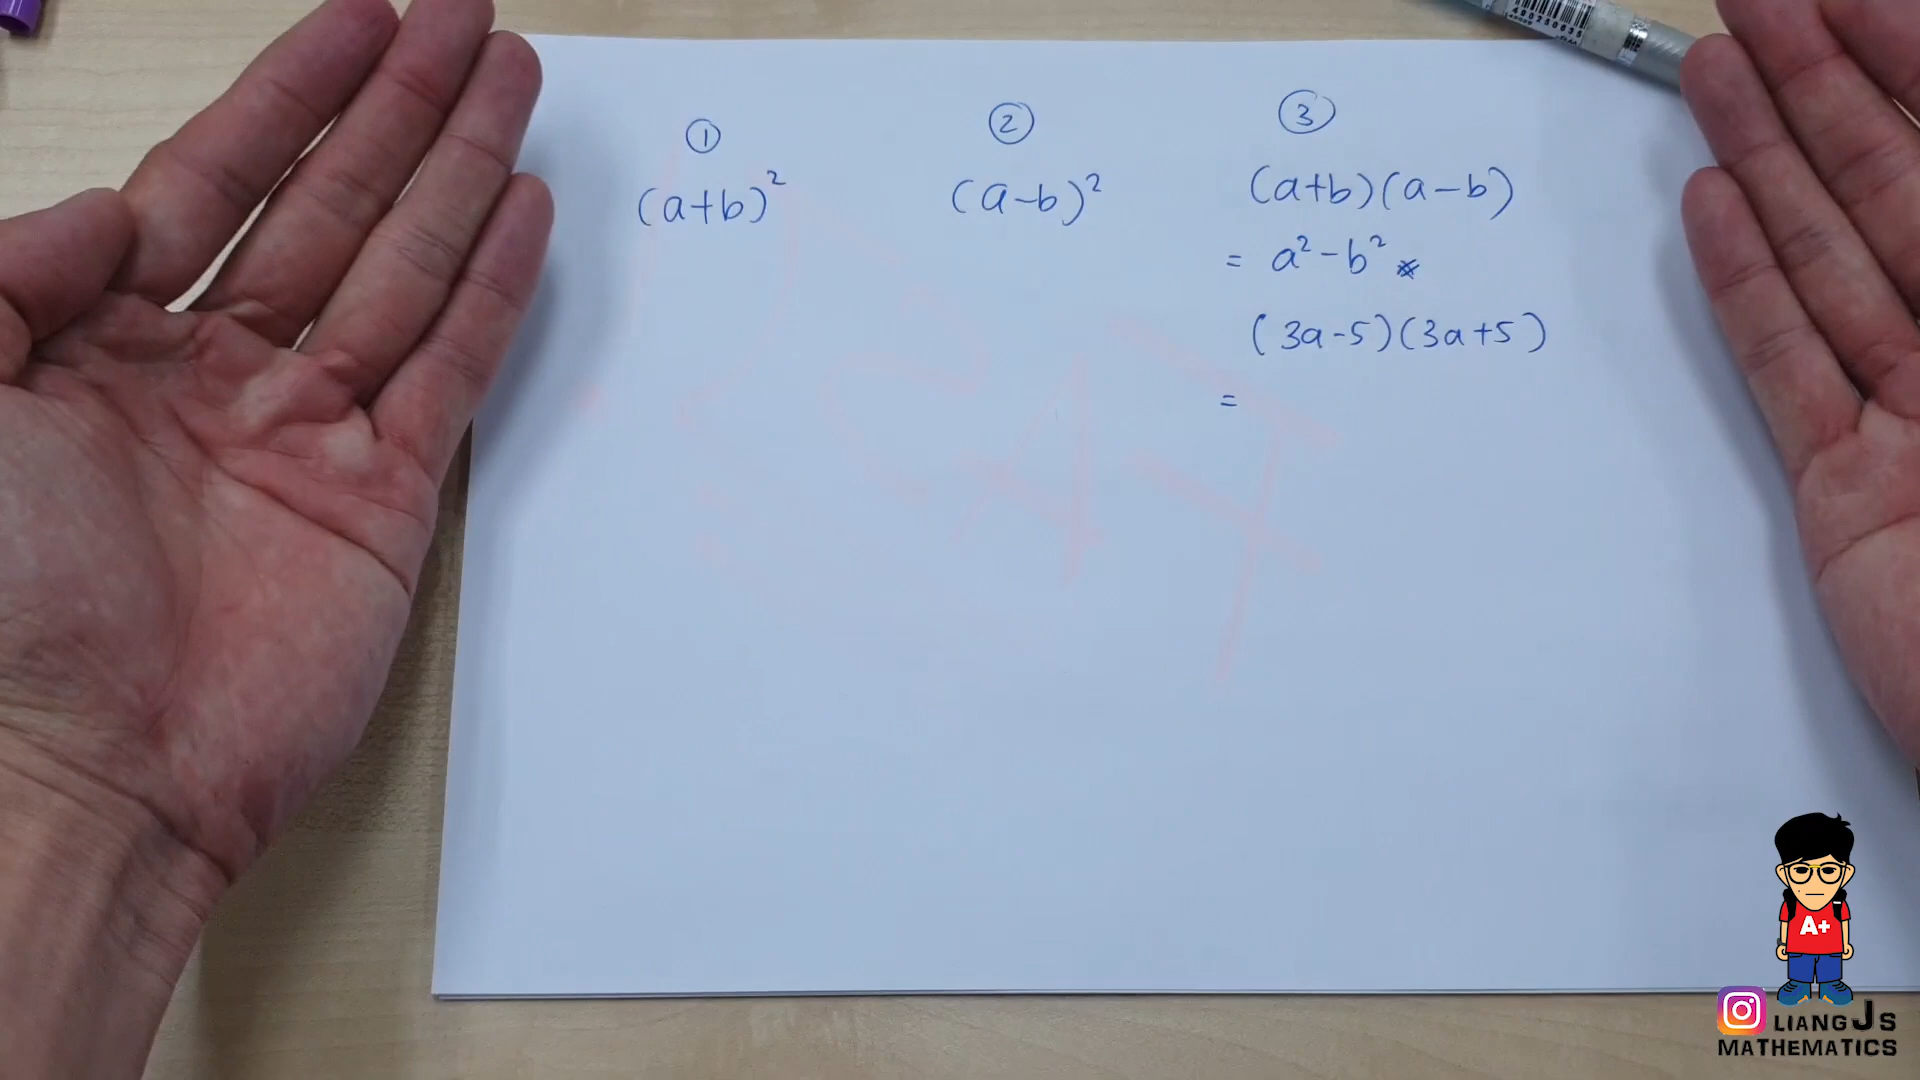 ① ② ③
(a+b)² (a-b)² (a+b)(a-b)
= a²-b²
(3a-5)(3a+5)
=
A+
LIANGJS
MATHEMATICS